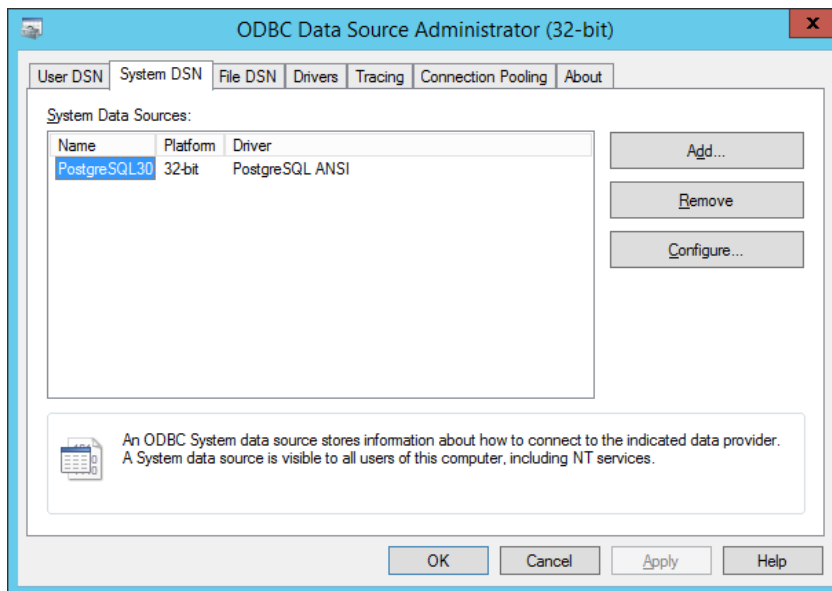 ODBC Data Source Administrator (32-bit)
x
User DSN System DSN File DSN Drivers Tracing Connection Pooling About
System Data Sources:
Name Platform Driver
PostgreSQL30 32-bit PostgreSQL ANSI
Add...
Remove
Configure...
An ODBC System data source stores information about how to connect to the indicated data provider.
A System data source is visible to all users of this computer, including NT services.
OK Cancel Apply Help